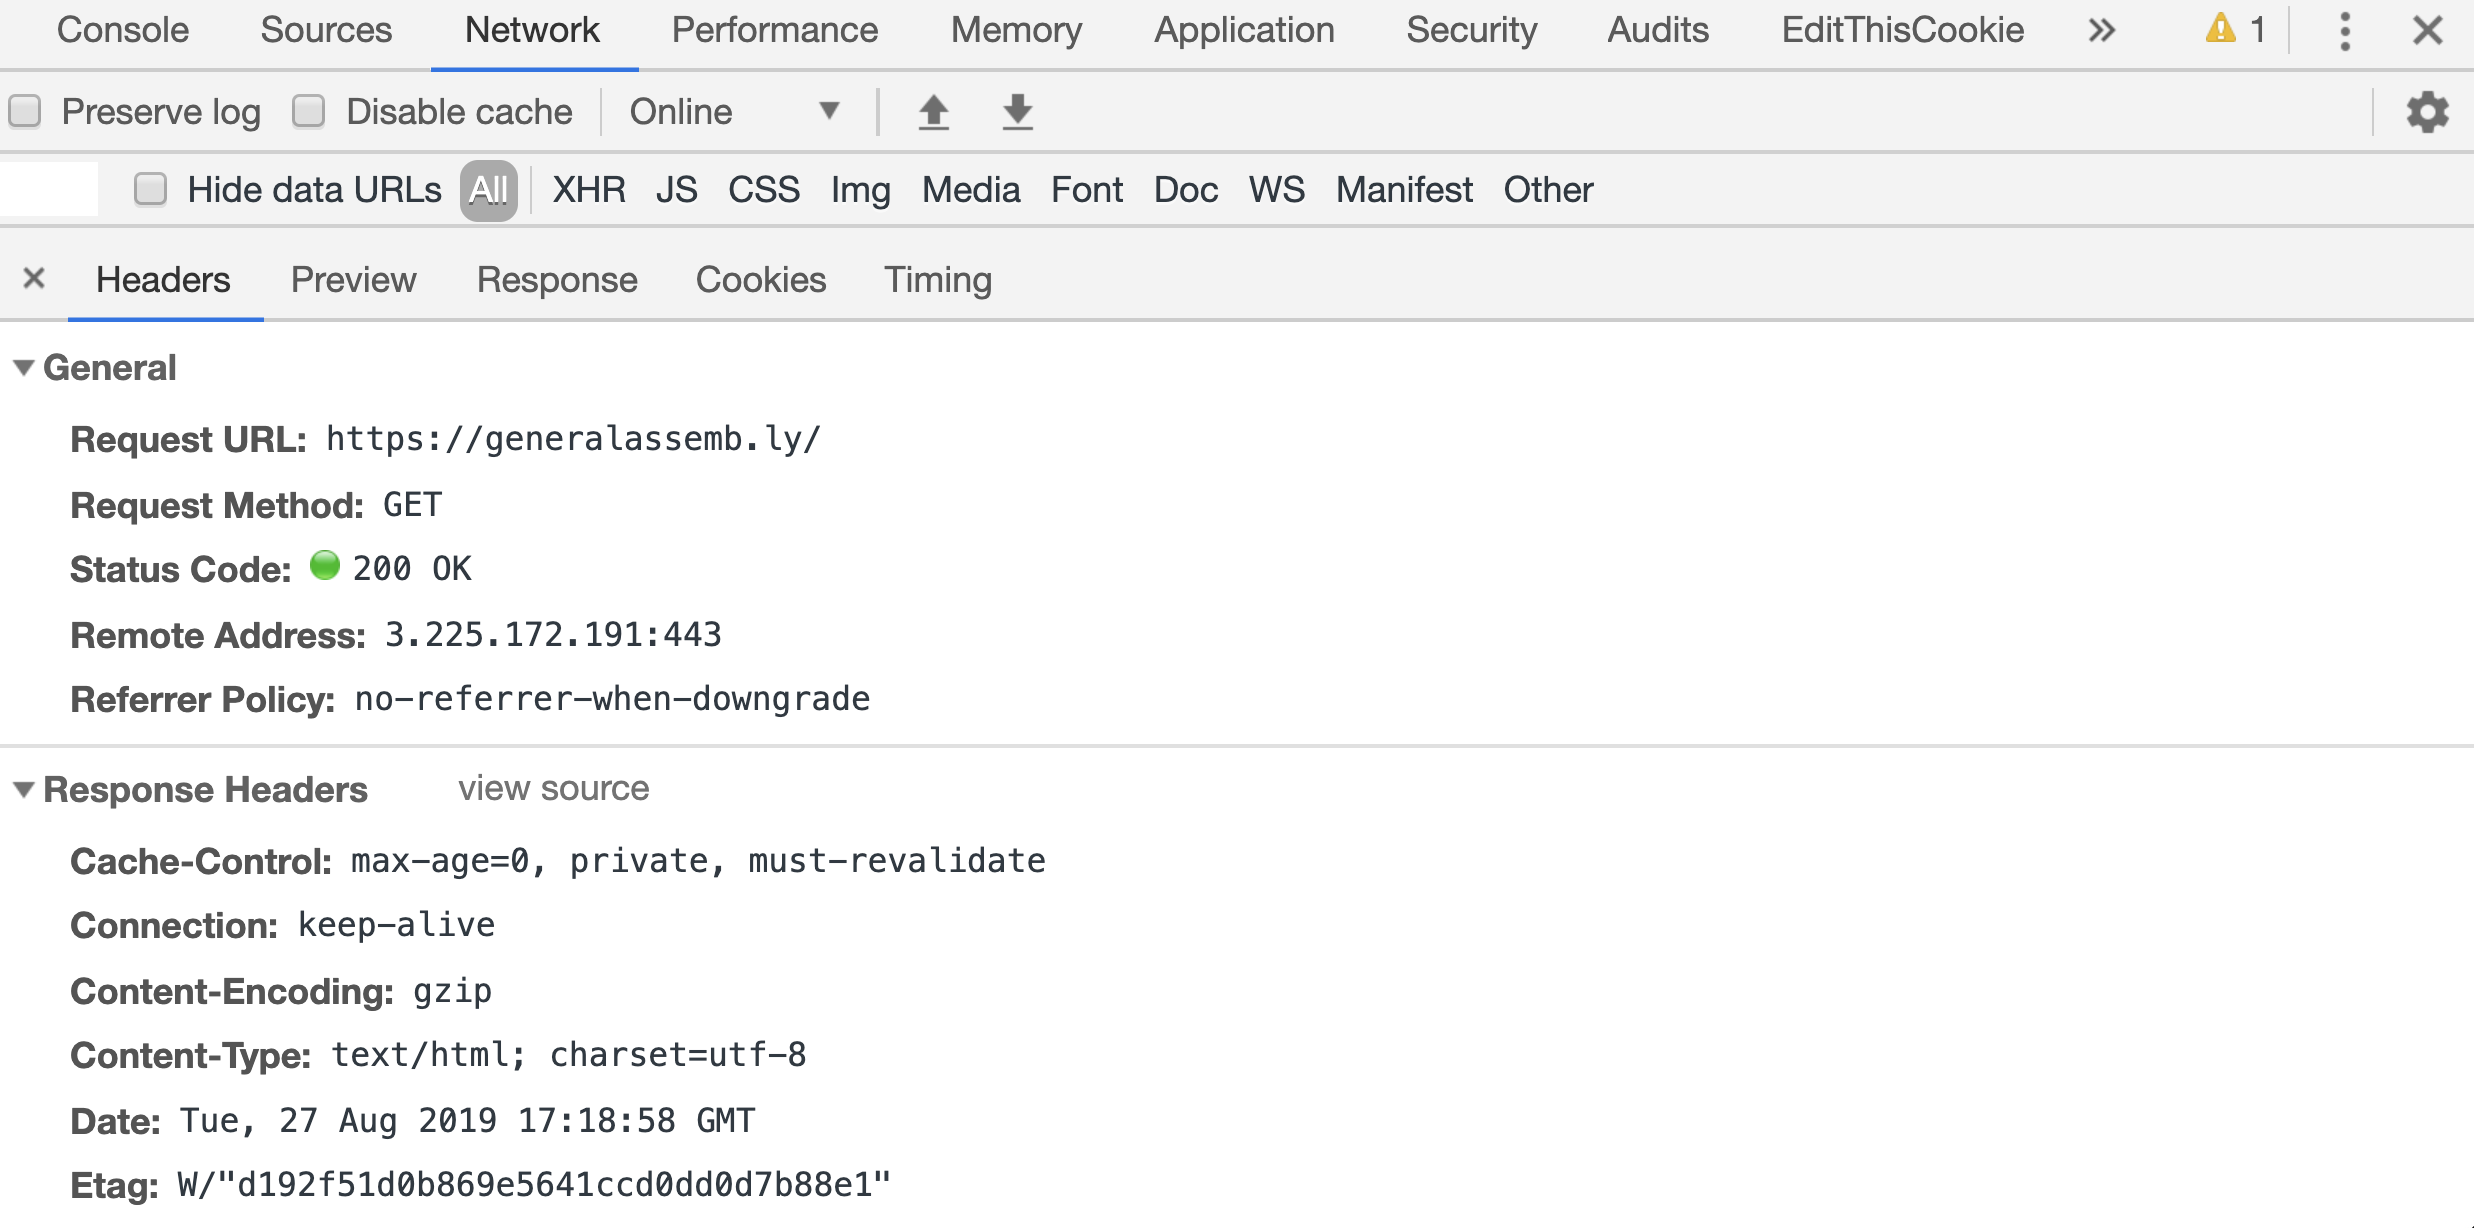 Console Sources Network Performance Memory Application Security Audits EditThisCookie » 1
Preserve log Disable cache Online
Hide data URLs All XHR JS CSS Img Media Font Doc WS Manifest Other
Headers Preview Response Cookies Timing
General
Request URL: https://generalassemb.ly/
Request Method: GET
Status Code: 200 OK
Remote Address: 3.225.172.191:443
Referrer Policy: no-referrer-when-downgrade
Response Headers view source
Cache-Control: max-age=0, private, must-revalidate
Connection: keep-alive
Content-Encoding: gzip
Content-Type: text/html; charset=utf-8
Date: Tue, 27 Aug 2019 17:18:58 GMT
Etag: W/"d192f51d0b869e5641ccd0dd0d7b88e1"